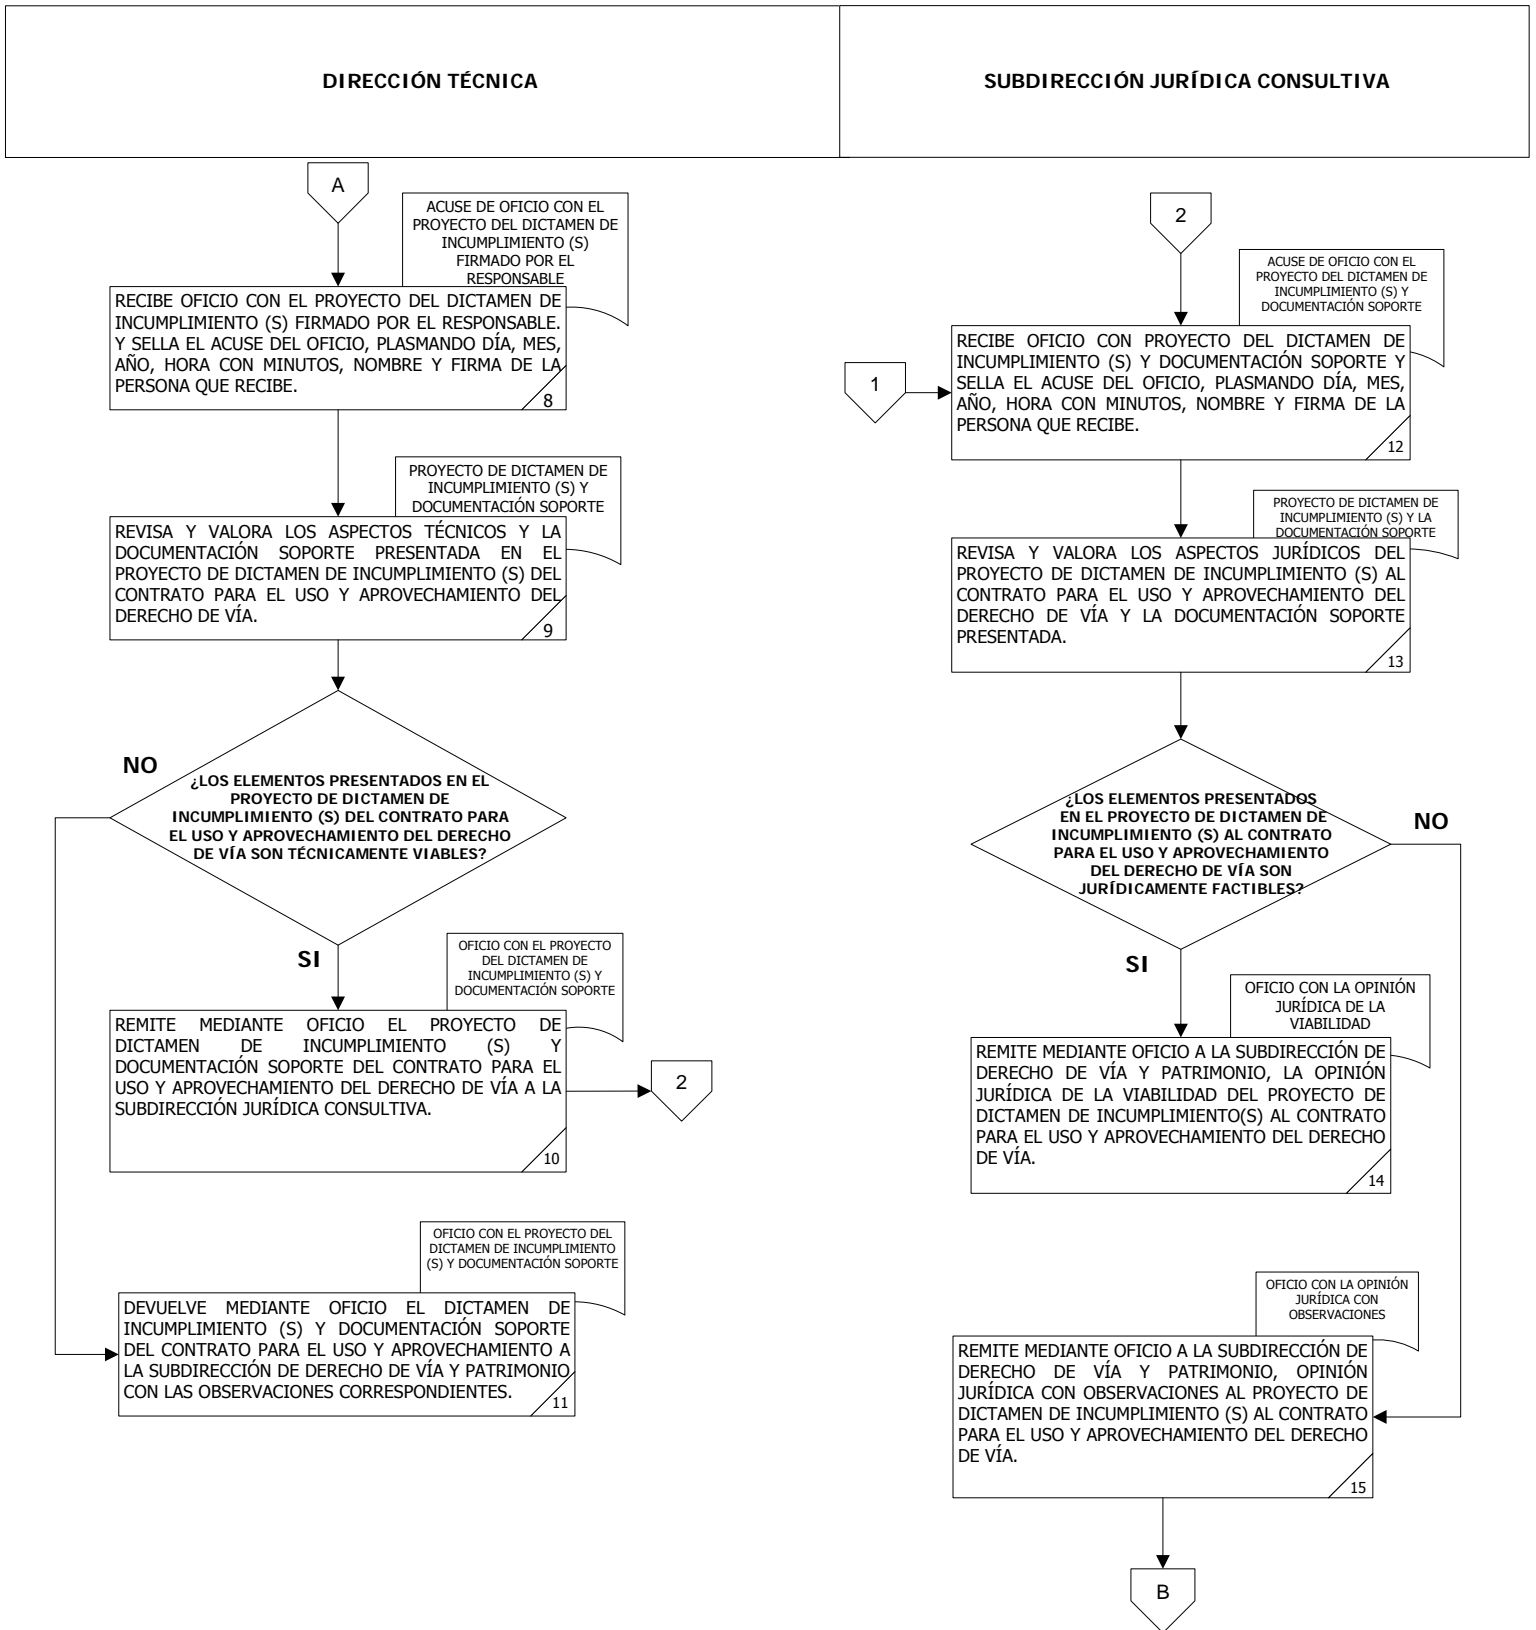 DIRECCIÓN TÉCNICA
SUBDIRECCIÓN JURÍDICA CONSULTIVA
A
ACUSE DE OFICIO CON EL
PROYECTO DEL DICTAMEN DE
INCUMPLIMIENTO (S)
FIRMADO POR EL
RESPONSABLE
RECIBE OFICIO CON EL PROYECTO DEL DICTAMEN DE
INCUMPLIMIENTO (S) FIRMADO POR EL RESPONSABLE.
Y SELLA EL ACUSE DEL OFICIO, PLASMANDO DÍA, MES,
AÑO, HORA CON MINUTOS, NOMBRE Y FIRMA DE LA
PERSONA QUE RECIBE.
8
PROYECTO DE DICTAMEN DE
INCUMPLIMIENTO (S) Y
DOCUMENTACIÓN SOPORTE
REVISA Y VALORA LOS ASPECTOS TÉCNICOS Y LA
DOCUMENTACIÓN SOPORTE PRESENTADA EN EL
PROYECTO DE DICTAMEN DE INCUMPLIMIENTO (S) DEL
CONTRATO PARA EL USO Y APROVECHAMIENTO DEL
DERECHO DE VÍA.
9
NO
¿LOS ELEMENTOS PRESENTADOS EN EL
PROYECTO DE DICTAMEN DE
INCUMPLIMIENTO (S) DEL CONTRATO PARA
EL USO Y APROVECHAMIENTO DEL DERECHO
DE VÍA SON TÉCNICAMENTE VIABLES?
SI
OFICIO CON EL PROYECTO
DEL DICTAMEN DE
INCUMPLIMIENTO (S) Y
DOCUMENTACIÓN SOPORTE
REMITE MEDIANTE OFICIO EL PROYECTO DE
DICTAMEN DE INCUMPLIMIENTO (S) Y
DOCUMENTACIÓN SOPORTE DEL CONTRATO PARA EL
USO Y APROVECHAMIENTO DEL DERECHO DE VÍA A LA
SUBDIRECCIÓN JURÍDICA CONSULTIVA.
10
2
OFICIO CON EL PROYECTO DEL
DICTAMEN DE INCUMPLIMIENTO
(S) Y DOCUMENTACIÓN SOPORTE
DEVUELVE MEDIANTE OFICIO EL DICTAMEN DE
INCUMPLIMIENTO (S) Y DOCUMENTACIÓN SOPORTE
DEL CONTRATO PARA EL USO Y APROVECHAMIENTO A
LA SUBDIRECCIÓN DE DERECHO DE VÍA Y PATRIMONIO
CON LAS OBSERVACIONES CORRESPONDIENTES.
11
2
ACUSE DE OFICIO CON EL
PROYECTO DEL DICTAMEN DE
INCUMPLIMIENTO (S) Y
DOCUMENTACIÓN SOPORTE
1
RECIBE OFICIO CON PROYECTO DEL DICTAMEN DE
INCUMPLIMIENTO (S) Y DOCUMENTACIÓN SOPORTE Y
SELLA EL ACUSE DEL OFICIO, PLASMANDO DÍA, MES,
AÑO, HORA CON MINUTOS, NOMBRE Y FIRMA DE LA
PERSONA QUE RECIBE.
12
PROYECTO DE DICTAMEN DE
INCUMPLIMIENTO (S) Y LA
DOCUMENTACIÓN SOPORTE
REVISA Y VALORA LOS ASPECTOS JURÍDICOS DEL
PROYECTO DE DICTAMEN DE INCUMPLIMIENTO (S) AL
CONTRATO PARA EL USO Y APROVECHAMIENTO DEL
DERECHO DE VÍA Y LA DOCUMENTACIÓN SOPORTE
PRESENTADA.
13
¿LOS ELEMENTOS PRESENTADOS
EN EL PROYECTO DE DICTAMEN DE
INCUMPLIMIENTO (S) AL CONTRATO
PARA EL USO Y APROVECHAMIENTO
DEL DERECHO DE VÍA SON
JURÍDICAMENTE FACTIBLES?
NO
SI
OFICIO CON LA OPINIÓN
JURÍDICA DE LA
VIABILIDAD
REMITE MEDIANTE OFICIO A LA SUBDIRECCIÓN DE
DERECHO DE VÍA Y PATRIMONIO, LA OPINIÓN
JURÍDICA DE LA VIABILIDAD DEL PROYECTO DE
DICTAMEN DE INCUMPLIMIENTO(S) AL CONTRATO
PARA EL USO Y APROVECHAMIENTO DEL DERECHO
DE VÍA.
14
OFICIO CON LA OPINIÓN
JURÍDICA CON
OBSERVACIONES
REMITE MEDIANTE OFICIO A LA SUBDIRECCIÓN DE
DERECHO DE VÍA Y PATRIMONIO, OPINIÓN
JURÍDICA CON OBSERVACIONES AL PROYECTO DE
DICTAMEN DE INCUMPLIMIENTO (S) AL CONTRATO
PARA EL USO Y APROVECHAMIENTO DEL DERECHO
DE VÍA.
15
B